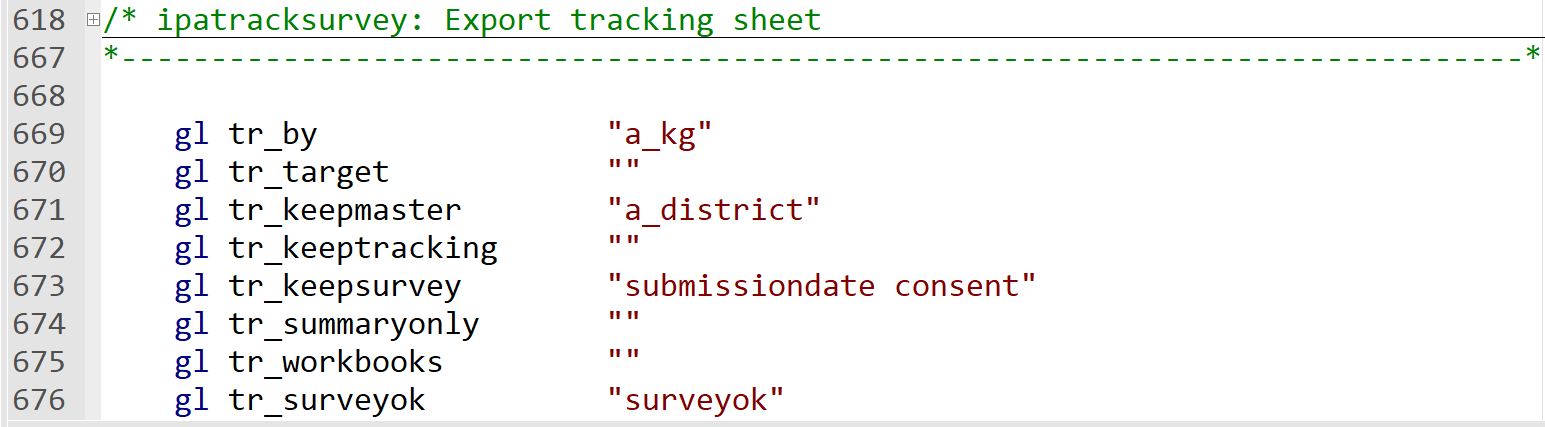 618 /* ipatracksurvey: Export tracking sheet
667 *------------------------------------------------------------------------------*
668
669 gl tr_by "a_kg"
670 gl tr_target ""
671 gl tr_keepmaster "a_district"
672 gl tr_keeptracking ""
673 gl tr_keepsurvey "submissiondate consent"
674 gl tr_summaryonly ""
675 gl tr_workbooks ""
676 gl tr_surveyok "surveyok"